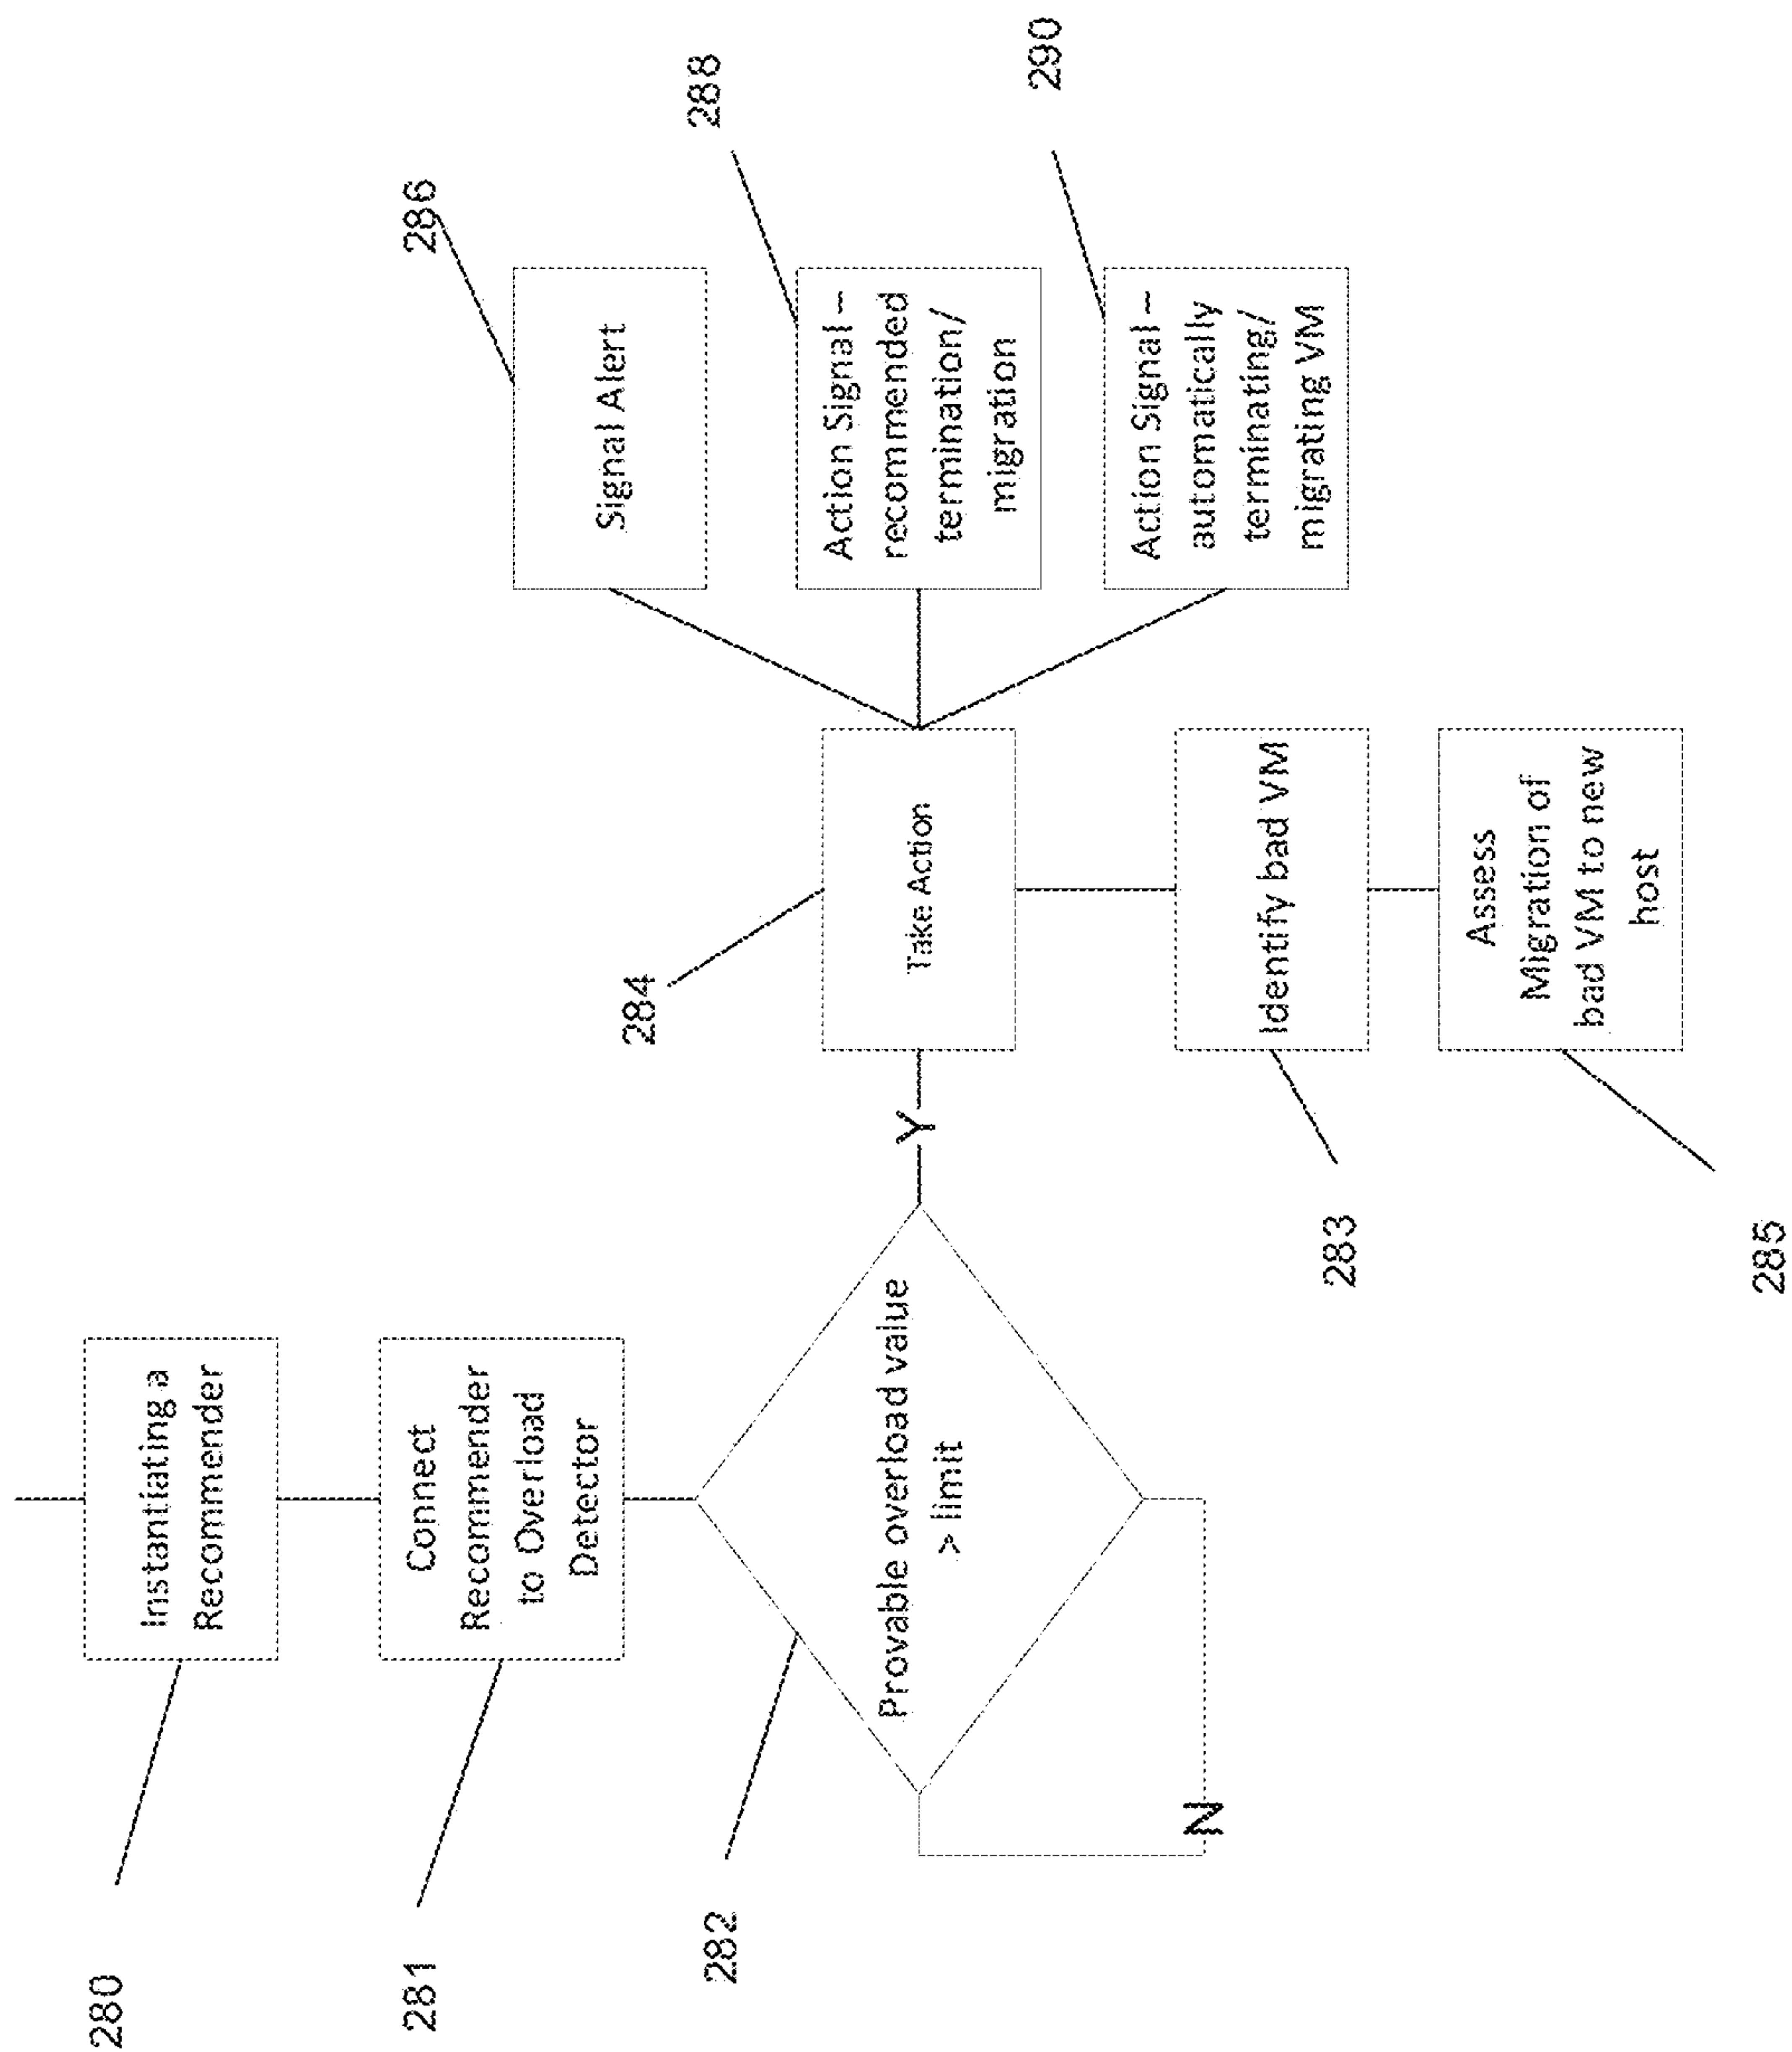 280
Instantiating a
Recommender
281
Connect
Recommender
to Overload
Detector
282
Provable overload value
> limit
N
Y
284
Take Action
283
Identify bad VM
285
Assess
Migration of
bad VM to new
host
286
Signal Alert
288
Action Signal –
recommended
termination/
migration
290
Action Signal –
automatically
terminating/
migrating VM